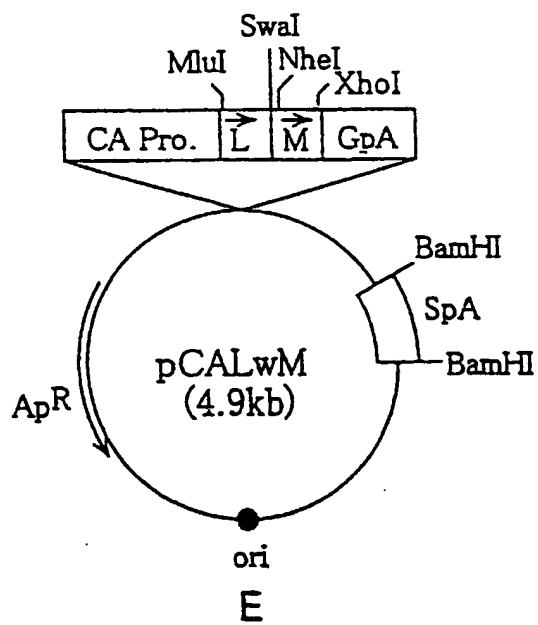 SwaI
MluI
NheI
XhoI
CA Pro.
L
M
GpA
BamHI
SpA
BamHI
pCALwM
(4.9kb)
ApR
ori
E